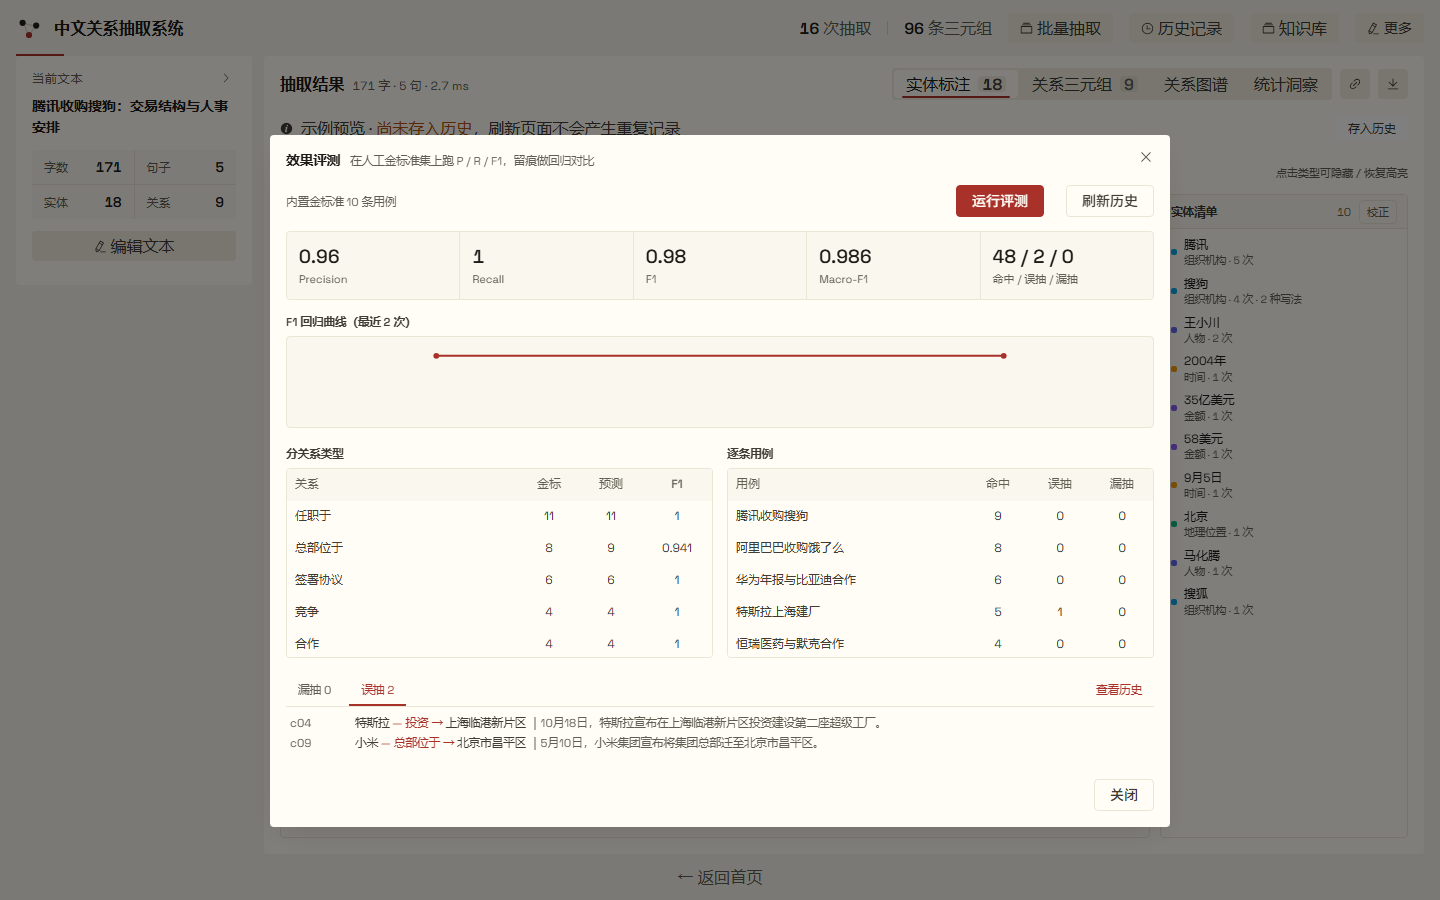 中文关系抽取系统
16 次抽取
96 条三元组
批量抽取
历史记录
知识库
更多
当前文本
腾讯收购搜狗：交易结构与人事
安排
字数 171 句子 5
实体 18 关系 9
编辑文本
抽取结果 171 字 · 5 句 · 2.7 ms
实体标注 18 关系三元组 9 关系图谱 统计洞察
示例预览 · 尚未存入历史，刷新页面不会产生重复记录
存入历史
点击类型可隐藏 / 恢复高亮
效果评测 在人工金标准集上跑 P / R / F1，留痕做回归对比
内置金标准 10 条用例
运行评测
刷新历史
0.96
Precision
1
Recall
0.98
F1
0.986
Macro-F1
48 / 2 / 0
命中 / 误抽 / 漏抽
F1 回归曲线（最近 2 次）
分关系类型
关系 金标 预测 F1
任职于 11 11 1
总部位于 8 9 0.941
签署协议 6 6 1
竞争 4 4 1
合作 4 4 1
逐条用例
用例 命中 误抽 漏抽
腾讯收购搜狗 9 0 0
阿里巴巴收购饿了么 8 0 0
华为年报与比亚迪合作 6 0 0
特斯拉上海建厂 5 1 0
恒瑞医药与默克合作 4 0 0
漏抽 0 误抽 2 查看历史
c04 特斯拉 — 投资 → 上海临港新片区 | 10月18日，特斯拉宣布在上海临港新片区投资建设第二座超级工厂。
c09 小米 — 总部位于 → 北京市昌平区 | 5月10日，小米集团宣布将集团总部迁至北京市昌平区。
关闭
实体清单 10 校正
腾讯
组织机构 · 5 次
搜狗
组织机构 · 4 次 · 2 种写法
王小川
人物 · 2 次
2004年
时间 · 1 次
35亿美元
金额 · 1 次
58美元
金额 · 1 次
9月5日
时间 · 1 次
北京
地理位置 · 1 次
马化腾
人物 · 1 次
搜狐
组织机构 · 1 次
← 返回首页